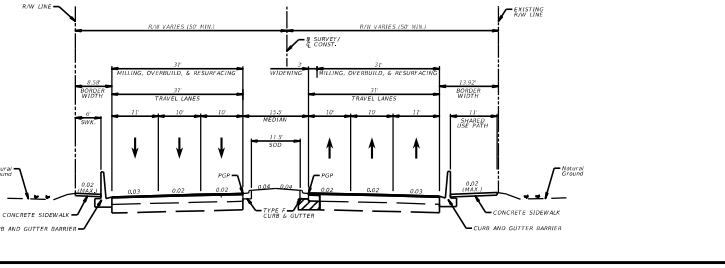 R/W LINE
EXISTING
R/W LINE
R/W VARIES (50' MIN.)
R/W VARIES (50' MIN.)
℄ SURVEY/
℄ CONST.
31'
MILLING, OVERBUILD, & RESURFACING
2'
WIDENING
31'
MILLING, OVERBUILD, & RESURFACING
8.58'
BORDER
WIDTH
13.92'
BORDER
WIDTH
31'
TRAVEL LANES
31'
TRAVEL LANES
6'
SWK.
11'
10'
10'
15.5'
MEDIAN
10'
10'
11'
11'
SHARED
USE PATH
11.5'
SOD
PGP
PGP
Natural
Ground
0.02
(MAX.)
0.03
0.02
0.02
0.04
0.04
0.02
0.02
0.03
0.02
(MAX.)
CONCRETE SIDEWALK
TYPE F
CURB & GUTTER
CONCRETE SIDEWALK
AND GUTTER BARRIER
CURB AND GUTTER BARRIER